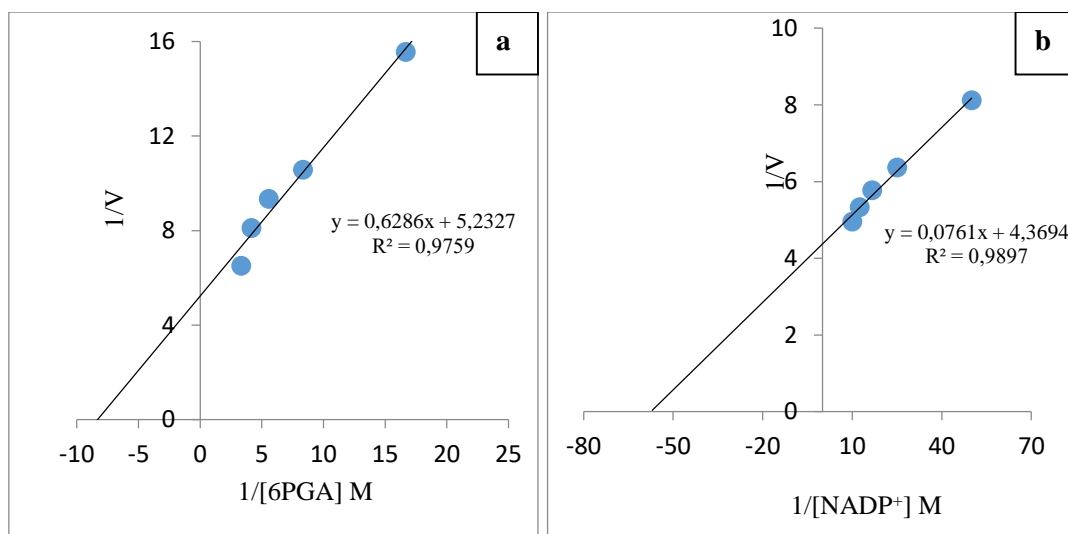 a
16
12
8
4
0
1/V
y = 0,6286x + 5,2327
R² = 0,9759
-10 -5 0 5 10 15 20 25
1/[6PGA] M
b
10
8
6
4
2
0
1/V
y = 0,0761x + 4,3694
R² = 0,9897
-80 -50 -20 10 40 70
1/[NADP⁺] M